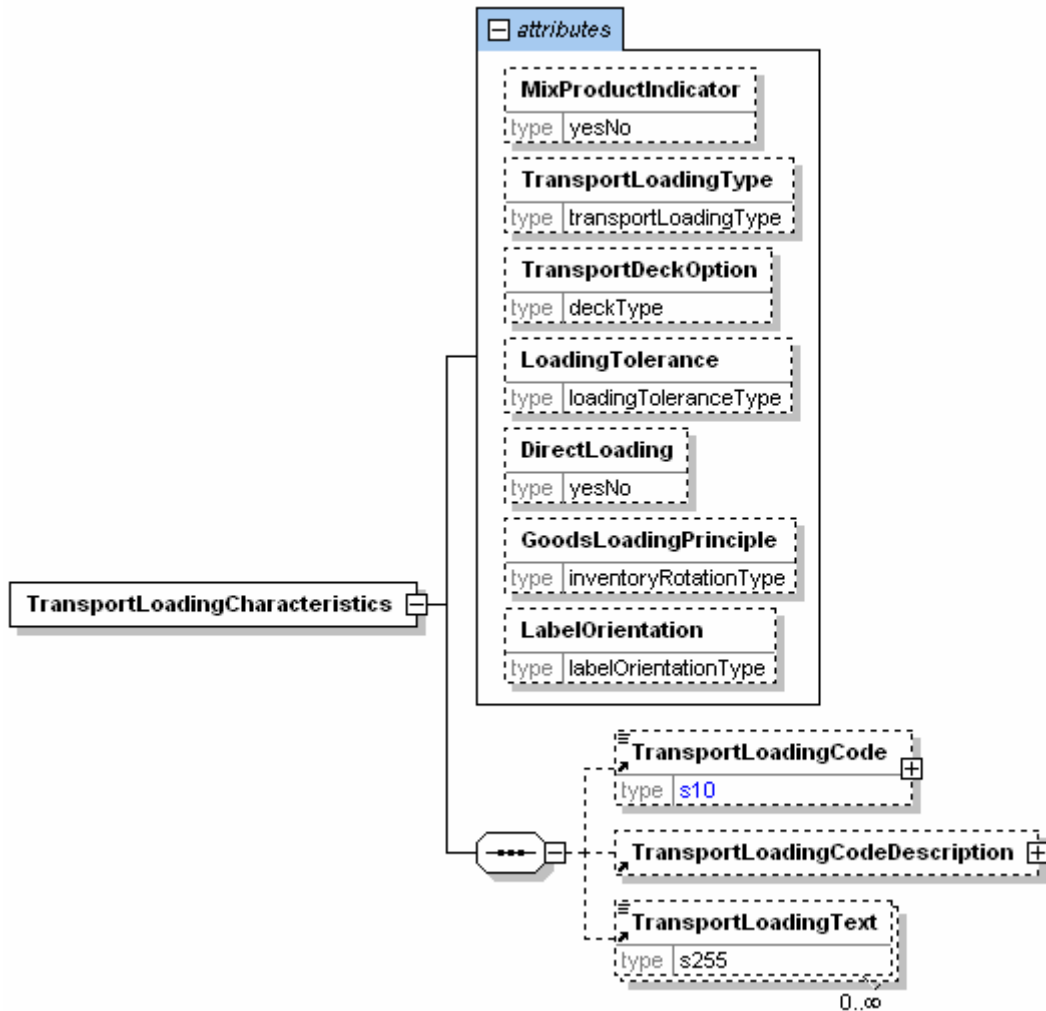 attributes
MixProductIndicator
type yesNo
TransportLoadingType
type transportLoadingType
TransportDeckOption
type deckType
LoadingTolerance
type loadingToleranceType
DirectLoading
type yesNo
GoodsLoadingPrinciple
type inventoryRotationType
LabelOrientation
type labelOrientationType
TransportLoadingCharacteristics
TransportLoadingCode
type s10
TransportLoadingCodeDescription
TransportLoadingText
type s255
0..∞